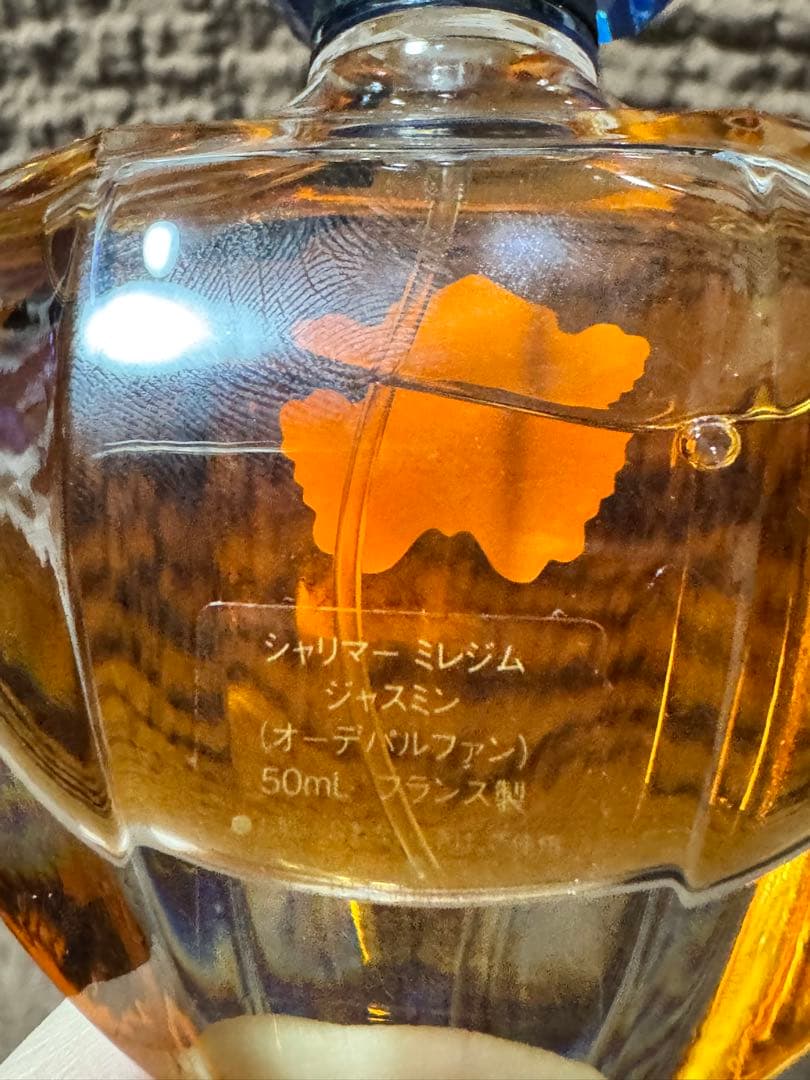 シャリマー ミレジム
ジャスミン
(オーデパルファン)
50mL フランス製